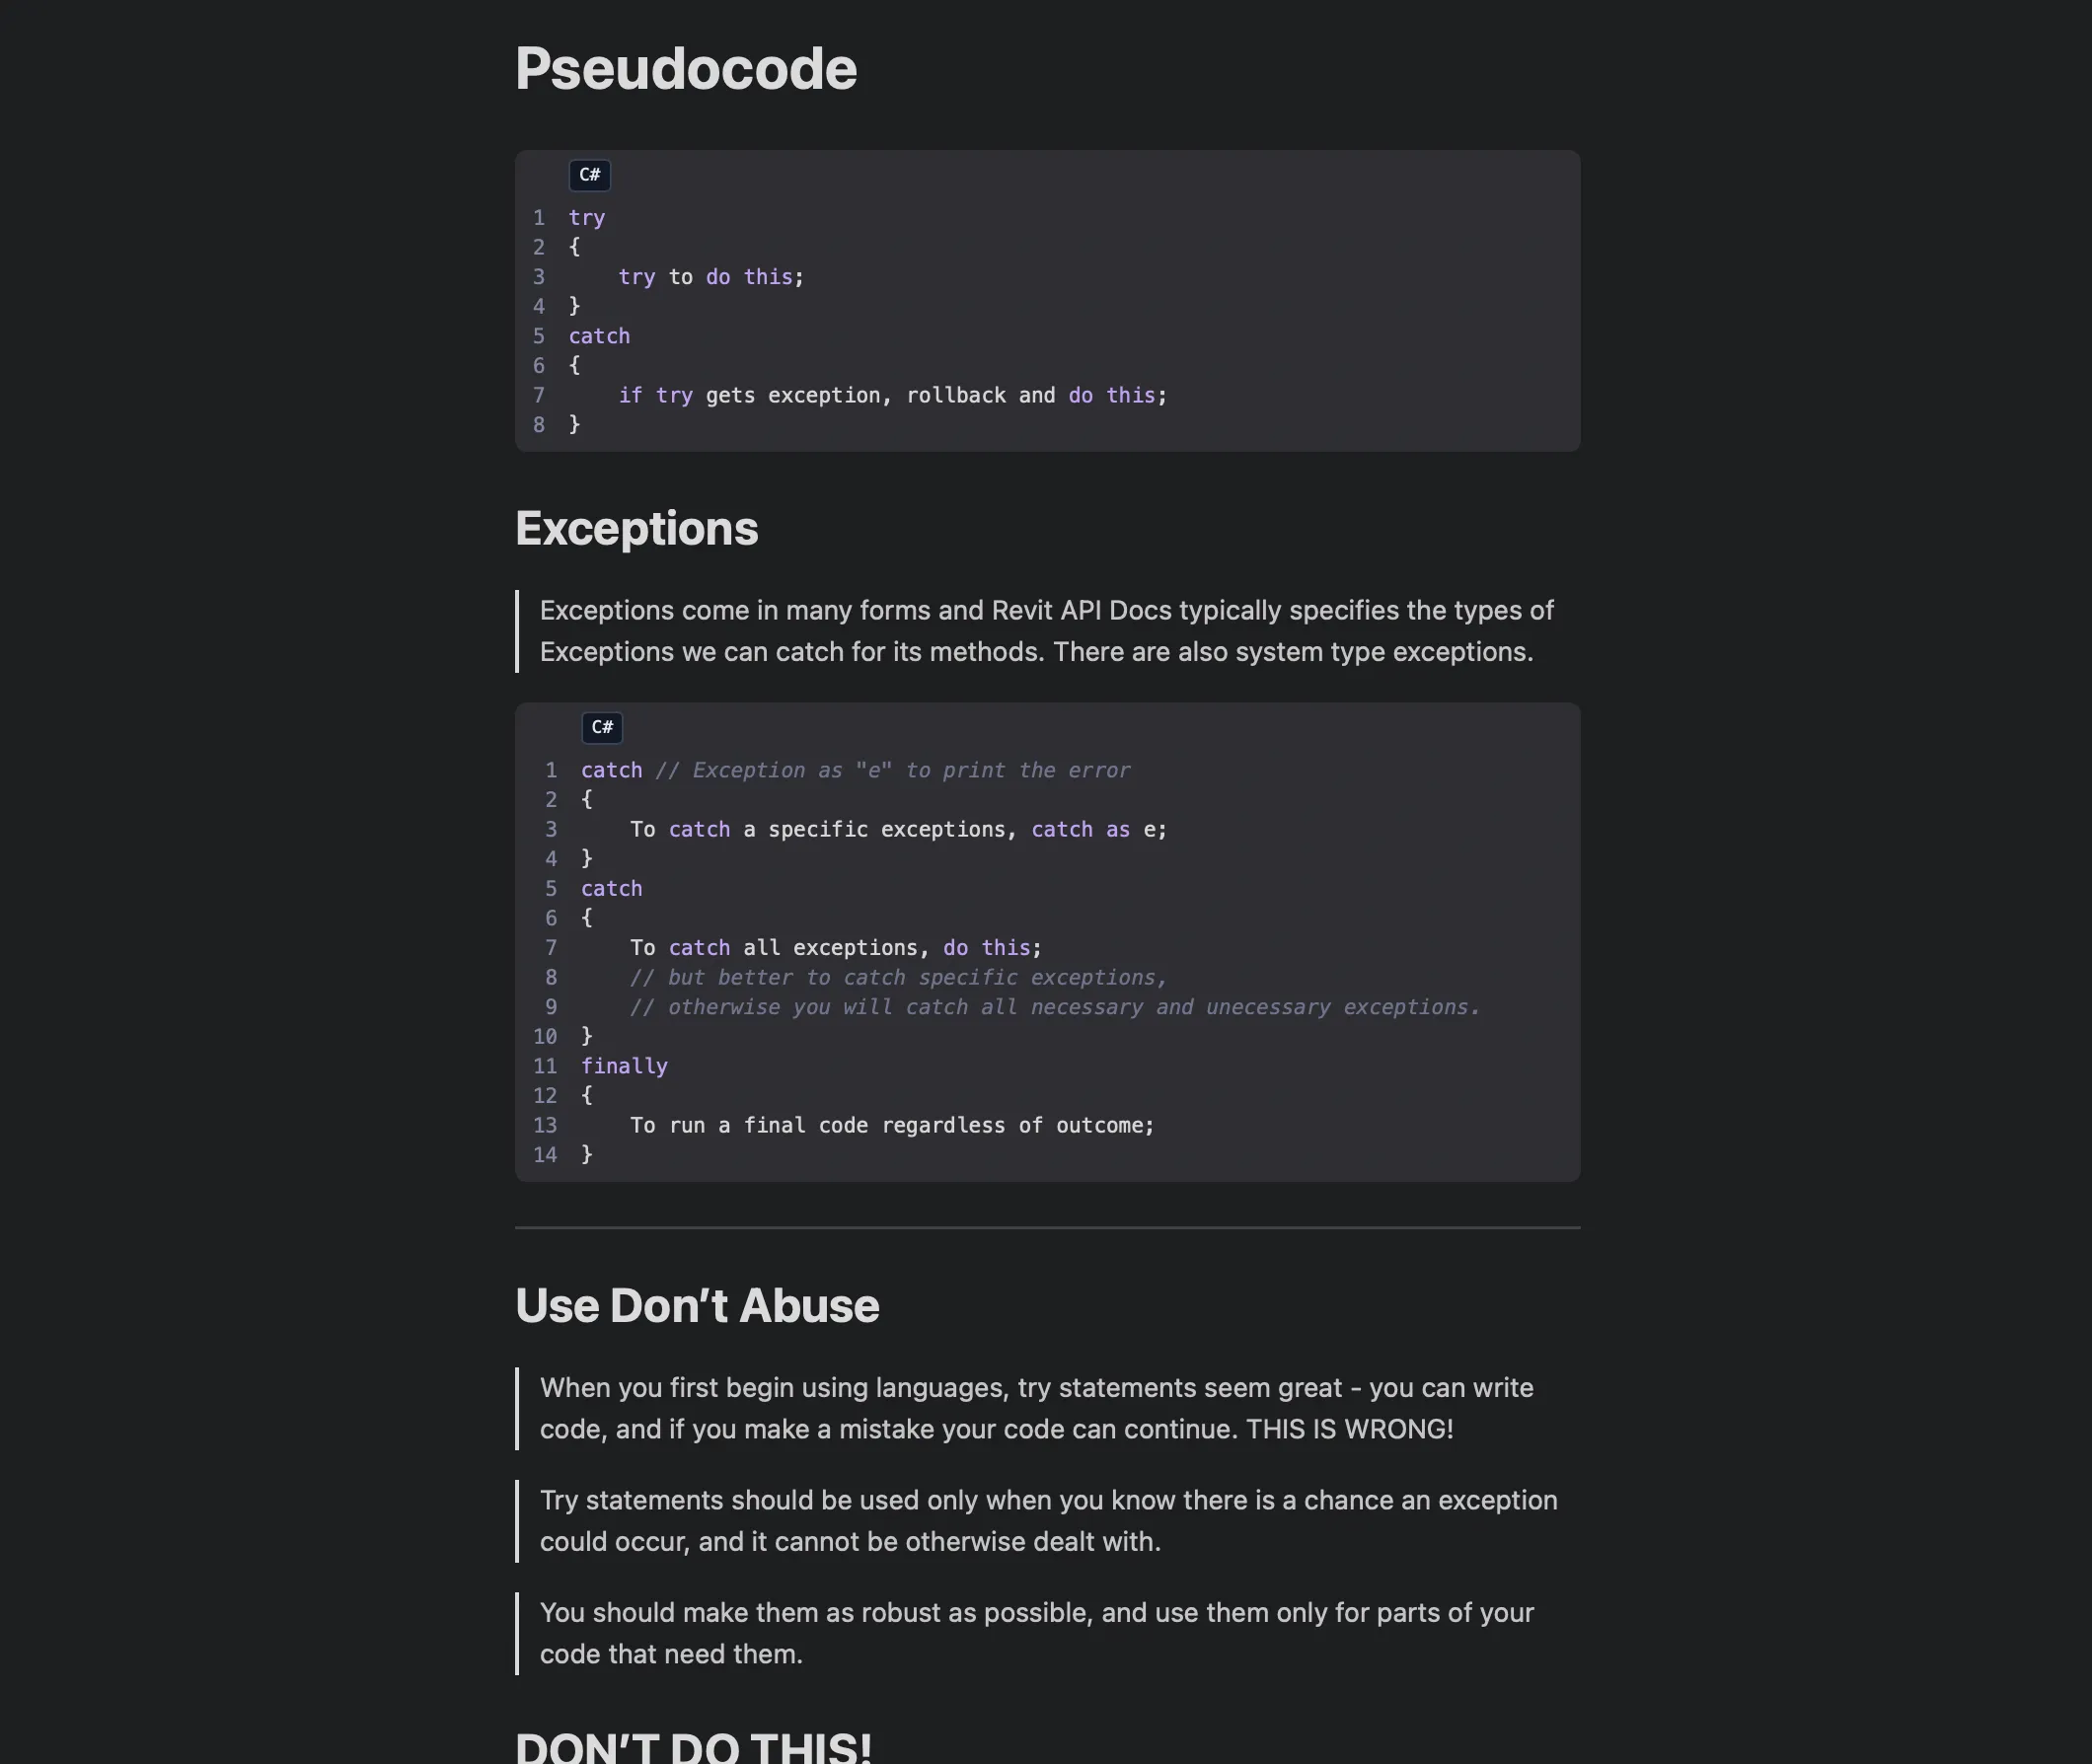 Pseudocode
C#
1 try
2 {
3     try to do this;
4 }
5 catch
6 {
7     if try gets exception, rollback and do this;
8 }
Exceptions
Exceptions come in many forms and Revit API Docs typically specifies the types of
Exceptions we can catch for its methods. There are also system type exceptions.
C#
1 catch // Exception as "e" to print the error
2 {
3     To catch a specific exceptions, catch as e;
4 }
5 catch
6 {
7     To catch all exceptions, do this;
8     // but better to catch specific exceptions,
9     // otherwise you will catch all necessary and unecessary exceptions.
10 }
11 finally
12 {
13     To run a final code regardless of outcome;
14 }
Use Don’t Abuse
When you first begin using languages, try statements seem great - you can write
code, and if you make a mistake your code can continue. THIS IS WRONG!
Try statements should be used only when you know there is a chance an exception
could occur, and it cannot be otherwise dealt with.
You should make them as robust as possible, and use them only for parts of your
code that need them.
DON’T DO THIS!